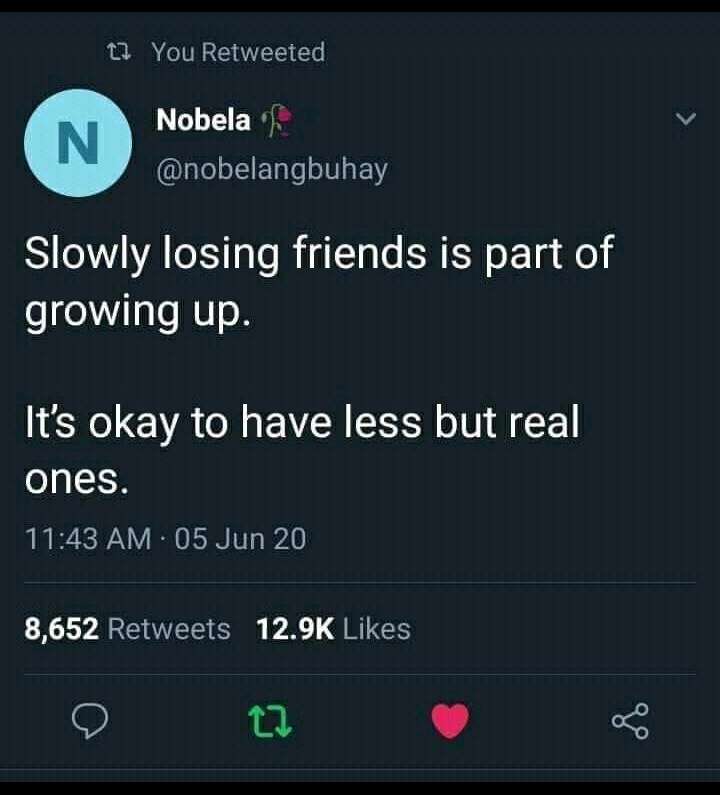 You Retweeted
N
Nobela 🥀
@nobelangbuhay
Slowly losing friends is part of
growing up.
It's okay to have less but real
ones.
11:43 AM · 05 Jun 20
8,652 Retweets 12.9K Likes